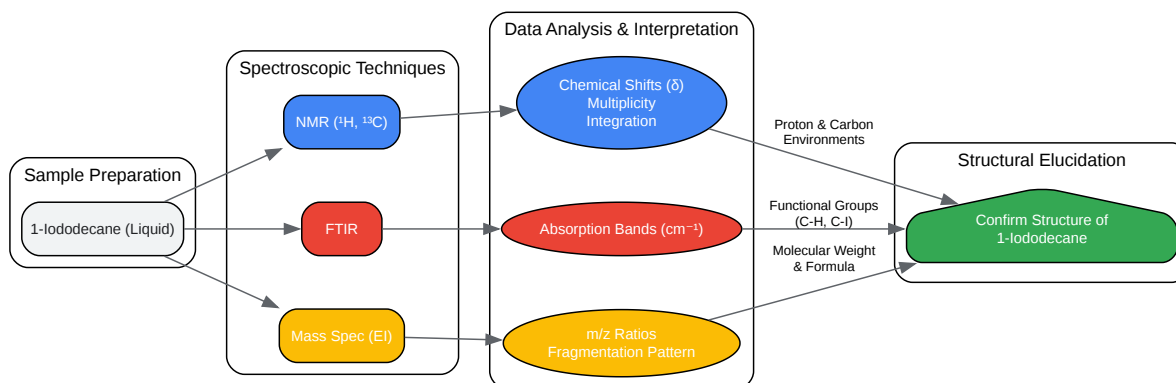 Sample Preparation
1-Iododecane (Liquid)
Spectroscopic Techniques
NMR (¹H, ¹³C)
FTIR
Mass Spec (EI)
Data Analysis & Interpretation
Chemical Shifts (δ)
Multiplicity
Integration
Absorption Bands (cm⁻¹)
m/z Ratios
Fragmentation Pattern
Proton & Carbon
Environments
Functional Groups
(C-H, C-I)
Molecular Weight
& Formula
Structural Elucidation
Confirm Structure of
1-Iododecane